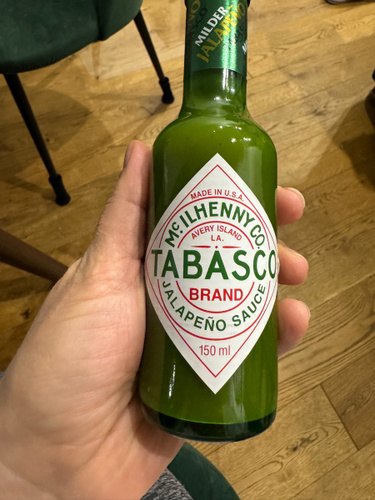 MILDER
JALAPEÑO
MADE IN U.S.A.
McILHENNY CO.
AVERY ISLAND
LA.
TABASCO
BRAND
JALAPEÑO SAUCE
150 ml